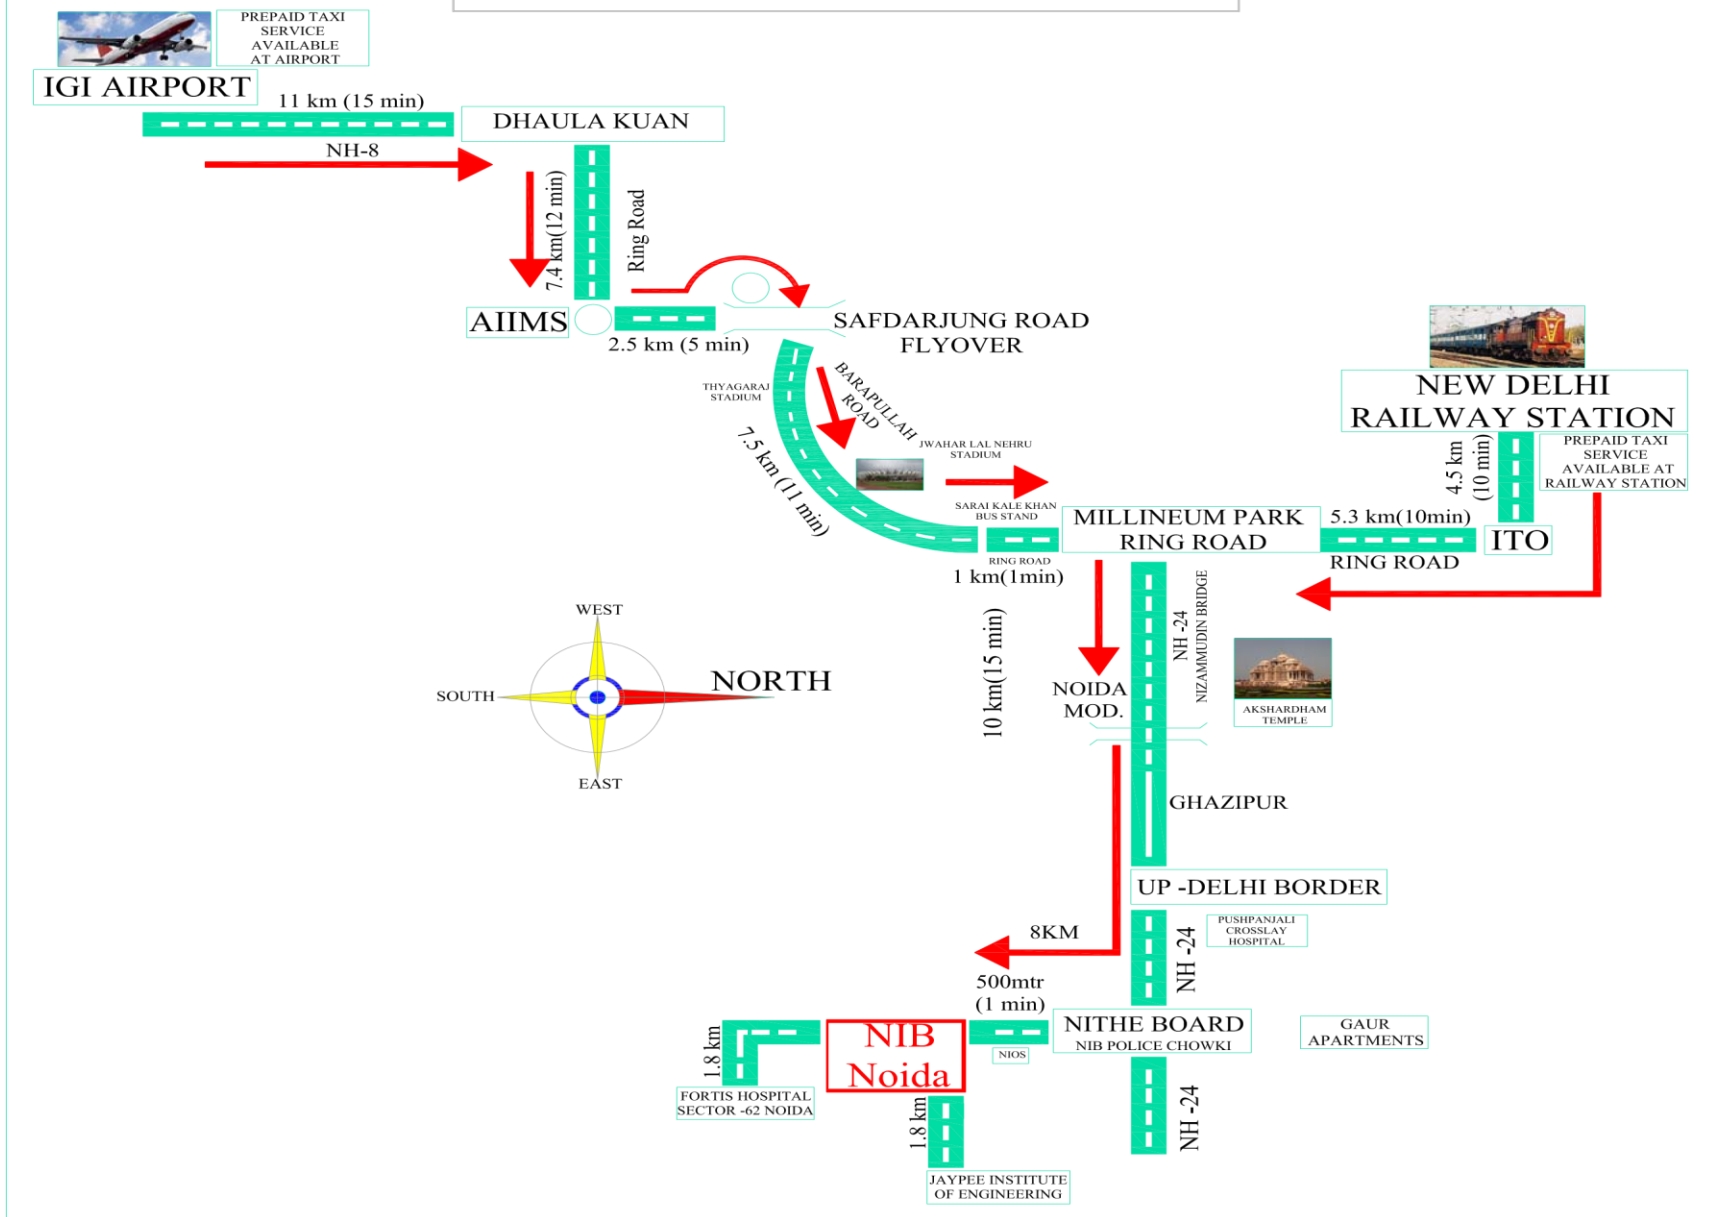 PREPAID TAXI
SERVICE
AVAILABLE
AT AIRPORT
IGI AIRPORT
11 km (15 min)
DHAULA KUAN
NH-8
7.4 km(12 min)
Ring Road
AIIMS
2.5 km (5 min)
SAFDARJUNG ROAD
FLYOVER
THYAGARAJ
STADIUM
BARAPULLAH
ROAD
7.5 km (11 min)
JWAHAR LAL NEHRU
STADIUM
SARAI KALE KHAN
BUS STAND
NEW DELHI
RAILWAY STATION
4.5 km
(10 min)
PREPAID TAXI
SERVICE
AVAILABLE AT
RAILWAY STATION
MILLINEUM PARK
RING ROAD
5.3 km(10min)
ITO
RING ROAD
RING ROAD
1 km(1min)
10 km(15 min)
NH -24
NIZAMMUDIN BRIDGE
NOIDA
MOD.
AKSHARDHAM
TEMPLE
WEST
SOUTH
NORTH
EAST
GHAZIPUR
UP -DELHI BORDER
8KM
NH -24
PUSHPANJALI
CROSSLAY
HOSPITAL
500mtr
(1 min)
NITHE BOARD
NIB POLICE CHOWKI
GAUR
APARTMENTS
NIOS
NIB
Noida
1.8 km
FORTIS HOSPITAL
SECTOR -62 NOIDA
1.8 km
NH -24
JAYPEE INSTITUTE
OF ENGINEERING